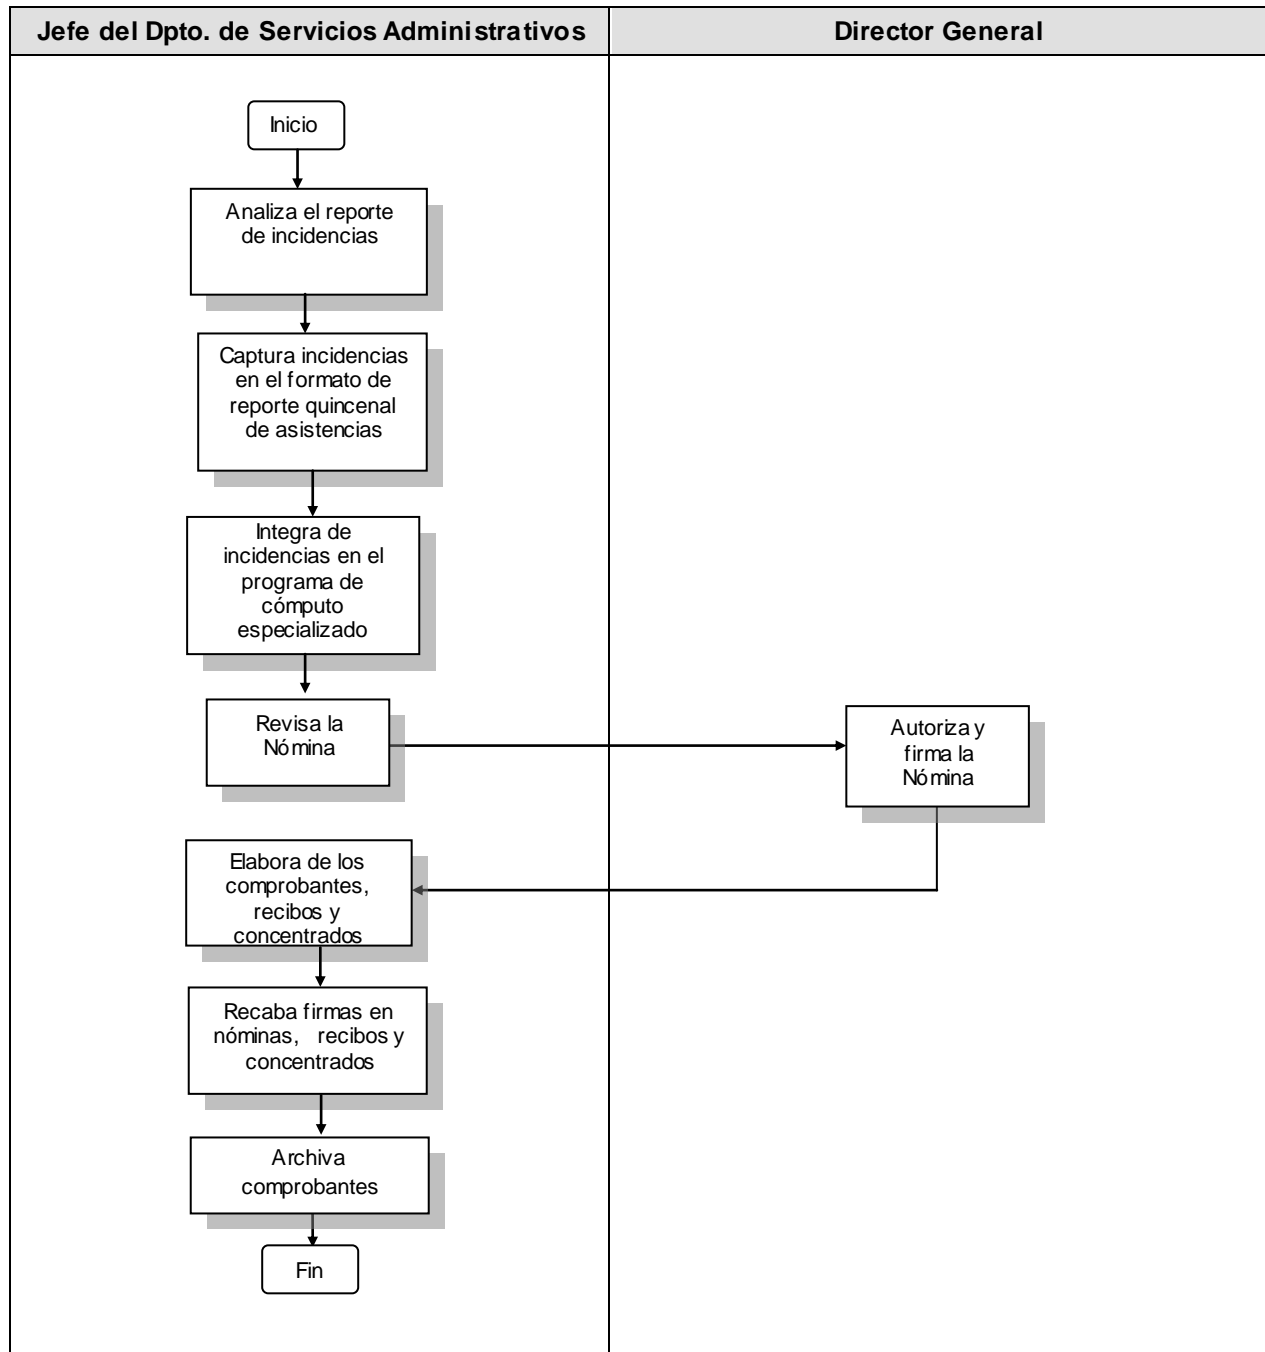 Jefe del Dpto. de Servicios Administrativos
Director General
Inicio
Analiza el reporte
de incidencias
Captura incidencias
en el formato de
reporte quincenal
de asistencias
Integra de
incidencias en el
programa de
cómputo
especializado
Revisa la
Nómina
Autoriza y
firma la
Nómina
Elabora de los
comprobantes,
recibos y
concentrados
Recaba firmas en
nóminas, recibos y
concentrados
Archiva
comprobantes
Fin